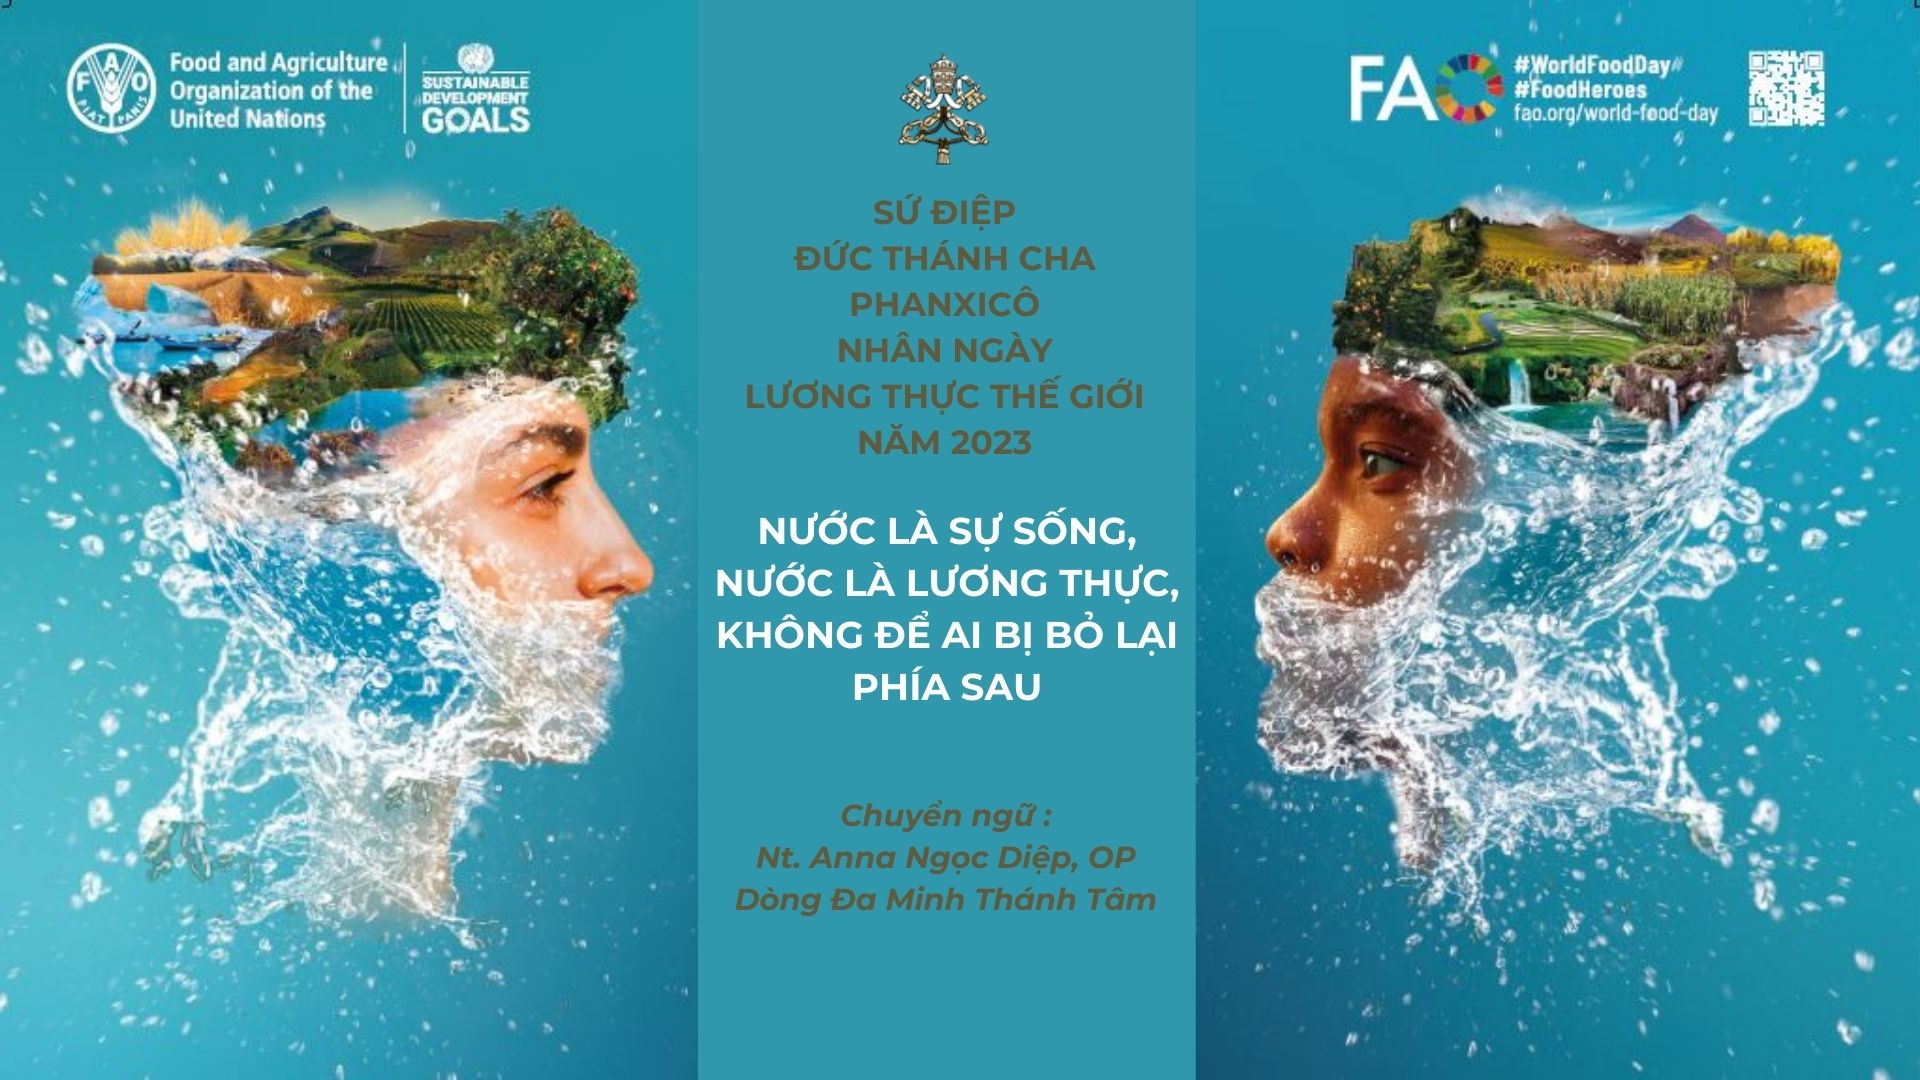 Food and Agriculture
Organization of the
United Nations
FAO
FIAT PANIS
SUSTAINABLE
DEVELOPMENT
GOALS
SỨ ĐIỆP
ĐỨC THÁNH CHA
PHANXICÔ
NHÂN NGÀY
LƯƠNG THỰC THẾ GIỚI
NĂM 2023
NƯỚC LÀ SỰ SỐNG,
NƯỚC LÀ LƯƠNG THỰC,
KHÔNG ĐỂ AI BỊ BỎ LẠI
PHÍA SAU
Chuyển ngữ :
Nt. Anna Ngọc Diệp, OP
Dòng Đa Minh Thánh Tâm
FAO
#WorldFoodDay
#FoodHeroes
fao.org/world-food-day